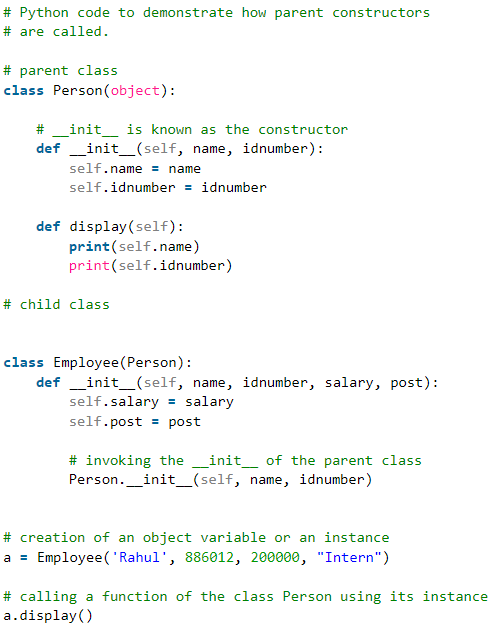 # Python code to demonstrate how parent constructors
# are called.

# parent class
class Person(object):

    # __init__ is known as the constructor
    def __init__(self, name, idnumber):
        self.name = name
        self.idnumber = idnumber

    def display(self):
        print(self.name)
        print(self.idnumber)

# child class


class Employee(Person):
    def __init__(self, name, idnumber, salary, post):
        self.salary = salary
        self.post = post

        # invoking the __init__ of the parent class
        Person.__init__(self, name, idnumber)


# creation of an object variable or an instance
a = Employee('Rahul', 886012, 200000, "Intern")

# calling a function of the class Person using its instance
a.display()